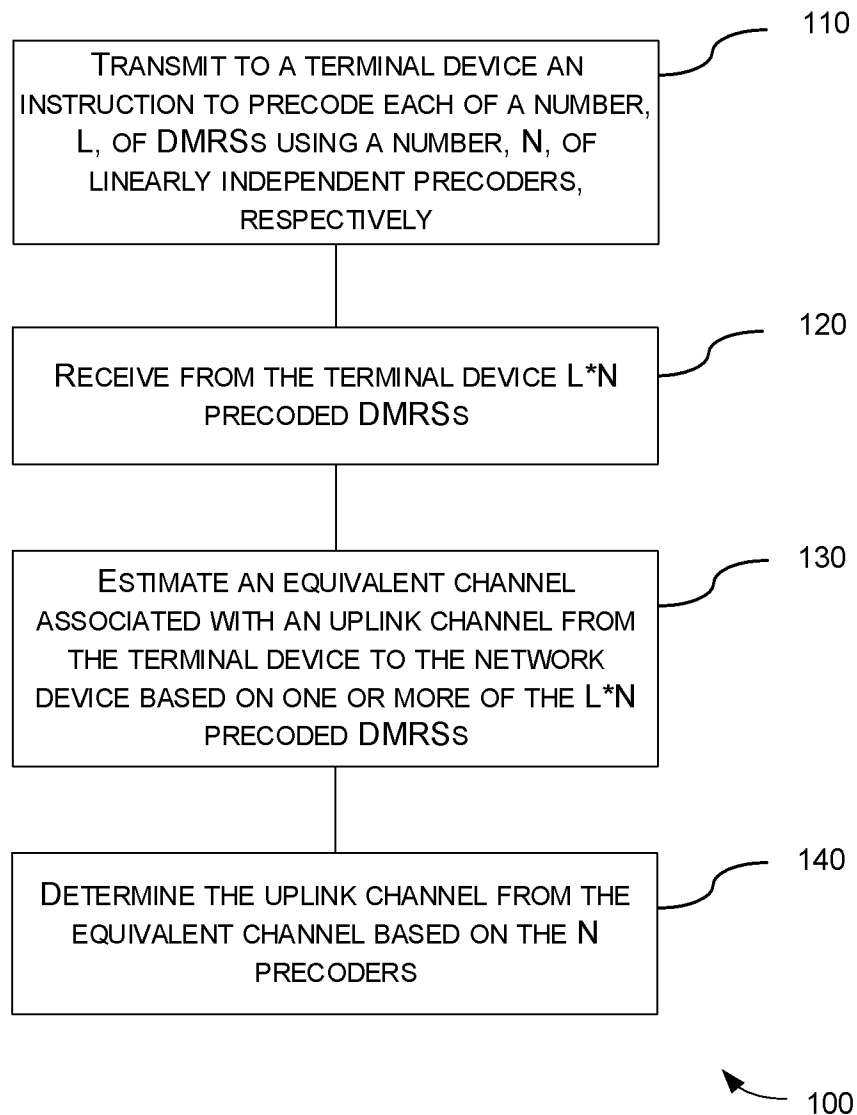 110
TRANSMIT TO A TERMINAL DEVICE AN
INSTRUCTION TO PRECODE EACH OF A NUMBER,
L, OF DMRSS USING A NUMBER, N, OF
LINEARLY INDEPENDENT PRECODERS,
RESPECTIVELY
120
RECEIVE FROM THE TERMINAL DEVICE L*N
PRECODED DMRSS
130
ESTIMATE AN EQUIVALENT CHANNEL
ASSOCIATED WITH AN UPLINK CHANNEL FROM
THE TERMINAL DEVICE TO THE NETWORK
DEVICE BASED ON ONE OR MORE OF THE L*N
PRECODED DMRSS
140
DETERMINE THE UPLINK CHANNEL FROM THE
EQUIVALENT CHANNEL BASED ON THE N
PRECODERS
100